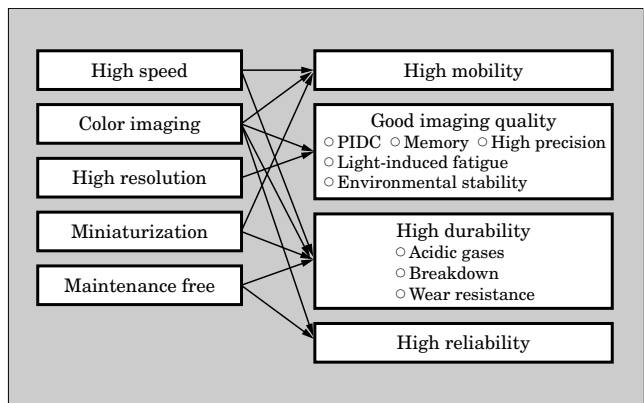 High speed
Color imaging
High resolution
Miniaturization
Maintenance free
High mobility
Good imaging quality
○ PIDC ○ Memory ○ High precision
○ Light-induced fatigue
○ Environmental stability
High durability
○ Acidic gases
○ Breakdown
○ Wear resistance
High reliability